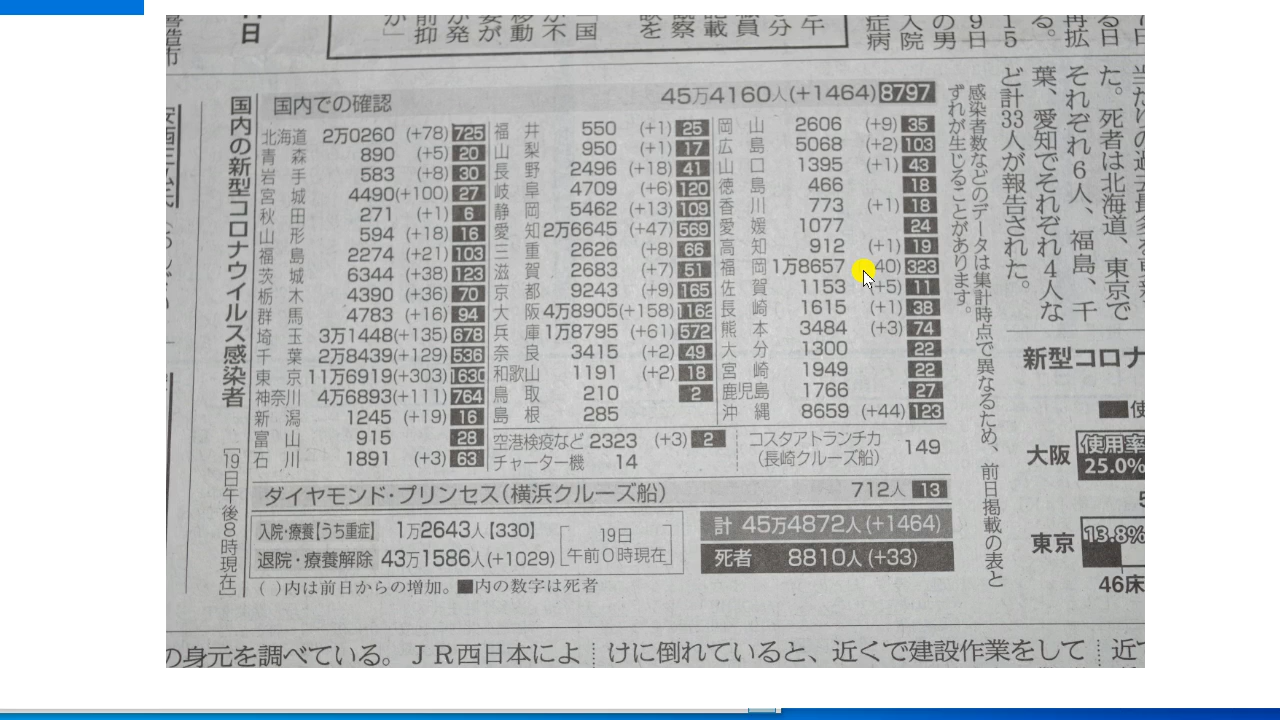 国内の新型コロナウイルス感染者
[19日午後8時現在]
国内での確認 45万4160人(+1464) 8797
北海道 2万0260 (+78) 725
青森 890 (+5) 20
岩手 583 (+8) 30
宮城 4490(+100) 27
秋田 271 (+1) 6
山形 594 (+18) 16
福島 2274 (+21) 103
茨城 6344 (+38) 123
栃木 4390 (+36) 70
群馬 4783 (+16) 94
埼玉 3万1448(+135) 678
千葉 2万8439(+129) 536
東京 11万6919(+303) 1630
神奈川 4万6893(+111) 764
新潟 1245 (+19) 16
富山 915 28
石川 1891 (+3) 63
福井 550 (+1) 25
山梨 950 (+1) 17
長野 2496 (+18) 41
岐阜 4709 (+6) 120
静岡 5462 (+13) 109
愛知 2万6645 (+47) 569
三重 2626 (+8) 66
滋賀 2683 (+7) 51
京都 9243 (+9) 165
大阪 4万8905(+158) 1162
兵庫 1万8795 (+61) 572
奈良 3415 (+2) 49
和歌山 1191 (+2) 18
鳥取 210 2
島根 285
岡山 2606 (+9) 35
広島 5068 (+2) 103
山口 1395 (+1) 43
徳島 466 18
香川 773 (+1) 18
愛媛 1077 24
高知 912 (+1) 19
福岡 1万8657 40) 323
佐賀 1153 (+5) 11
長崎 1615 (+1) 38
熊本 3484 (+3) 74
大分 1300 22
宮崎 1949 22
鹿児島 1766 27
沖縄 8659 (+44) 123
空港検疫など 2323 (+3) 2
チャーター機 14
コスタアトランチカ
(長崎クルーズ船) 149
ダイヤモンド・プリンセス(横浜クルーズ船) 712人 13
入院・療養【うち重症】 1万2643人【330】
退院・療養解除 43万1586人(+1029)
[19日
午前0時現在]
計 45万4872人(+1464)
死者 8810人(+33)
( )内は前日からの増加。■内の数字は死者
感染者数などのデータは集計時点で異なるため、前日掲載の表と
ずれが生じることがあります。
た。死者は北海道、東京で
それぞれ6人、福島、千
葉、愛知でそれぞれ4人な
ど計33人が報告された。
新型コロナ
大阪 使用率
25.0%
東京 13.8%
46床
の身元を調べている。JR西日本によ
けに倒れていると、近くで建設作業をして